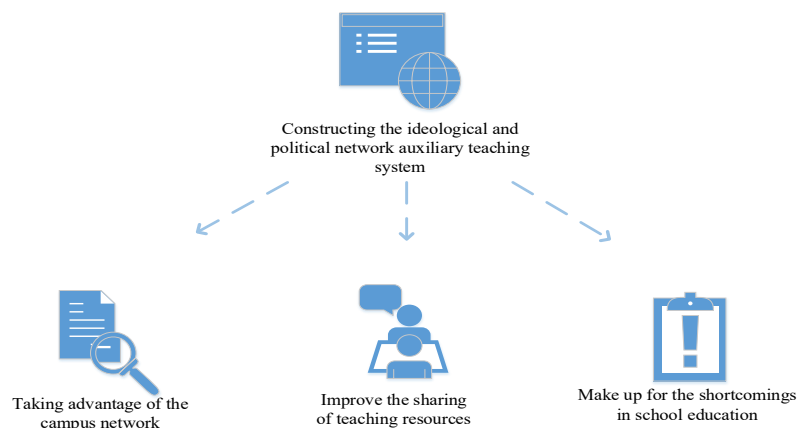 Constructing the ideological and
political network auxiliary teaching
system
Taking advantage of the
campus network
Improve the sharing
of teaching resources
Make up for the shortcomings
in school education